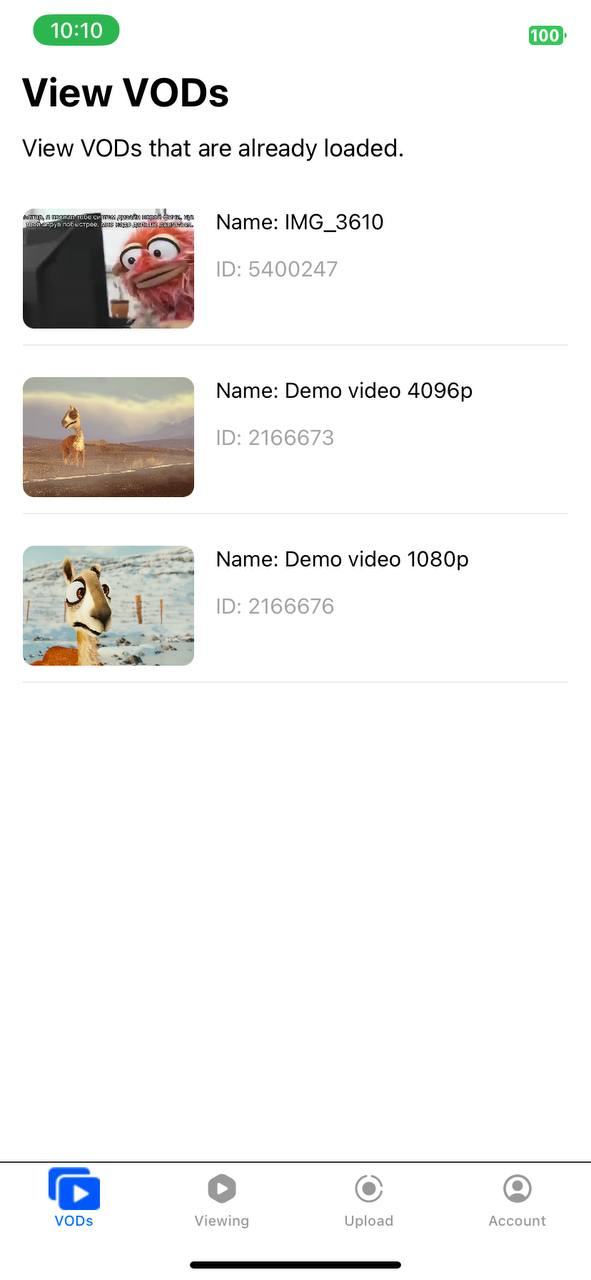 10:10
100
View VODs
View VODs that are already loaded.
Name: IMG_3610
ID: 5400247
Name: Demo video 4096p
ID: 2166673
Name: Demo video 1080p
ID: 2166676
VODs
Viewing
Upload
Account